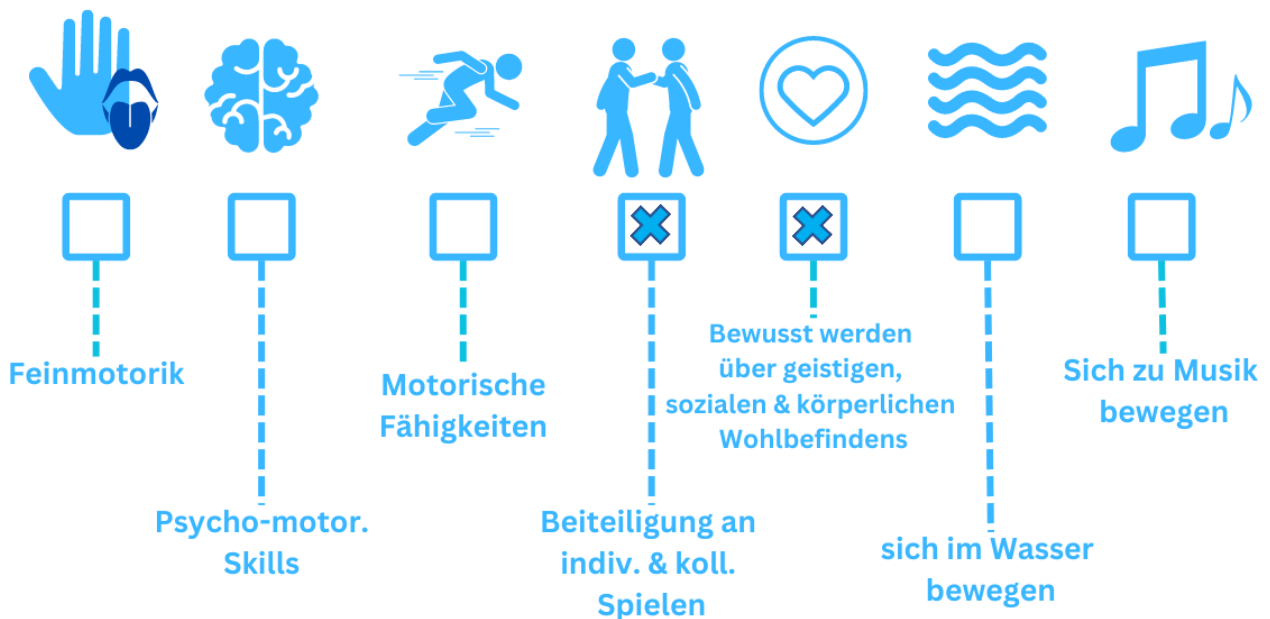 Feinmotorik
Psycho-motor.
Skills
Motorische
Fähigkeiten
Beiteiligung an
indiv. & koll.
Spielen
Bewusst werden
über geistigen,
sozialen & körperlichen
Wohlbefindens
sich im Wasser
bewegen
Sich zu Musik
bewegen